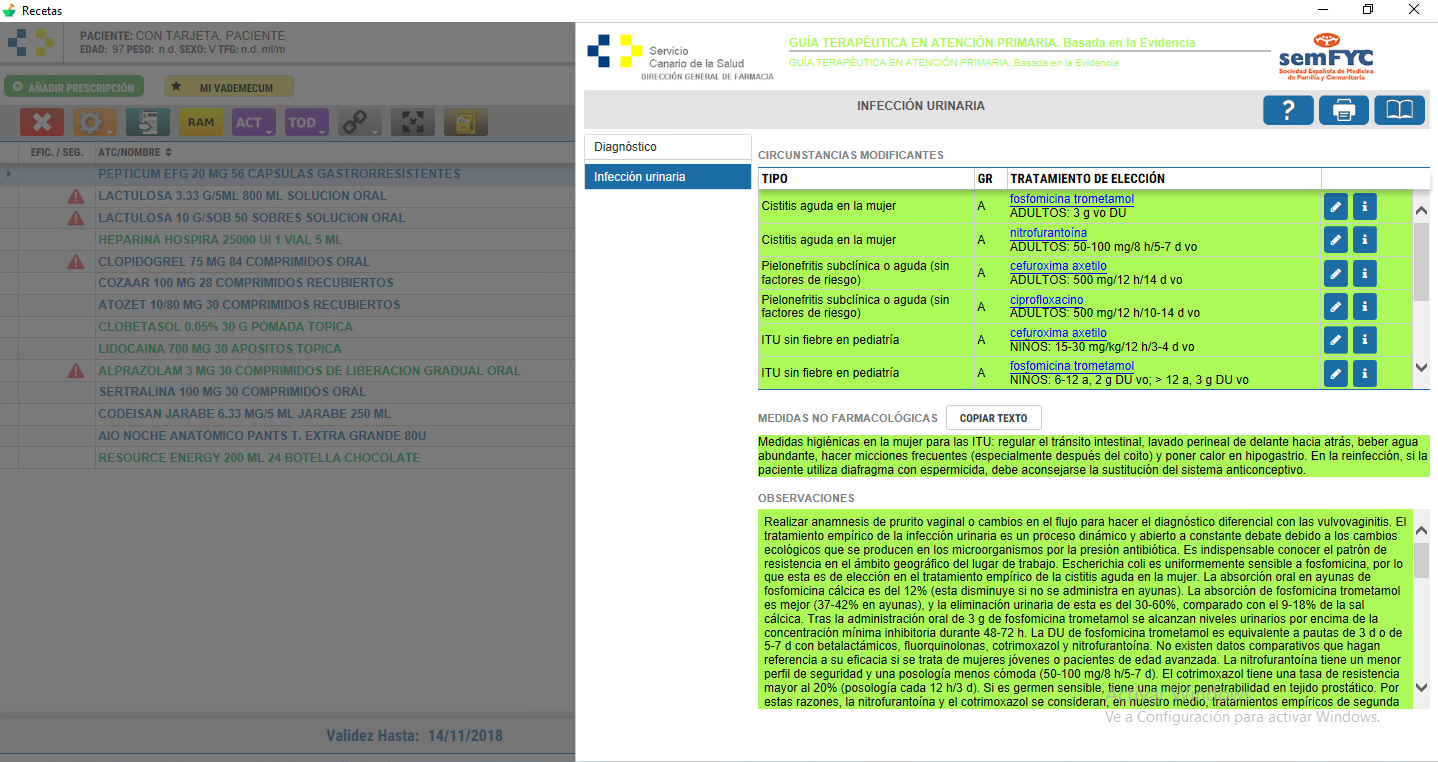 Recetas
PACIENTE: CON TARJETA, PACIENTE
EDAD: 97 PESO: n.d. SEXO: V TFG: n.d. ml/m
AÑADIR PRESCRIPCIÓN
MI VADEMECUM
RAM
ACT
TOD
EFIC. / SEG. ATC/NOMBRE
PEPTICUM EFG 20 MG 56 CAPSULAS GASTRORRESISTENTES
LACTULOSA 3.33 G/5ML 800 ML SOLUCION ORAL
LACTULOSA 10 G/SOB 50 SOBRES SOLUCION ORAL
HEPARINA HOSPIRA 25000 UI 1 VIAL 5 ML
CLOPIDOGREL 75 MG 84 COMPRIMIDOS ORAL
COZAAR 100 MG 28 COMPRIMIDOS RECUBIERTOS
ATOZET 10/80 MG 30 COMPRIMIDOS RECUBIERTOS
CLOBETASOL 0.05% 30 G POMADA TOPICA
LIDOCAINA 700 MG 30 APOSITOS TOPICA
ALPRAZOLAM 3 MG 30 COMPRIMIDOS DE LIBERACION GRADUAL ORAL
SERTRALINA 100 MG 30 COMPRIMIDOS ORAL
CODEISAN JARABE 6.33 MG/5 ML JARABE 250 ML
AIO NOCHE ANATÓMICO PANTS T. EXTRA GRANDE 80U
RESOURCE ENERGY 200 ML 24 BOTELLA CHOCOLATE
Validez Hasta: 14/11/2018
Servicio
Canario de la Salud
DIRECCIÓN GENERAL DE FARMACIA
GUÍA TERAPÉUTICA EN ATENCIÓN PRIMARIA. Basada en la Evidencia
GUÍA TERAPÉUTICA EN ATENCIÓN PRIMARIA. Basada en la Evidencia
semFYC
Sociedad Española de Medicina
de Familia y Comunitaria
INFECCIÓN URINARIA
?
Diagnóstico
Infección urinaria
CIRCUNSTANCIAS MODIFICANTES
TIPO GR TRATAMIENTO DE ELECCIÓN
Cistitis aguda en la mujer A fosfomicina trometamol
ADULTOS: 3 g vo DU
Cistitis aguda en la mujer A nitrofurantoína
ADULTOS: 50-100 mg/8 h/5-7 d vo
Pielonefritis subclínica o aguda (sin factores de riesgo) A cefuroxima axetilo
ADULTOS: 500 mg/12 h/14 d vo
Pielonefritis subclínica o aguda (sin factores de riesgo) A ciprofloxacino
ADULTOS: 500 mg/12 h/10-14 d vo
ITU sin fiebre en pediatría A cefuroxima axetilo
NIÑOS: 15-30 mg/kg/12 h/3-4 d vo
ITU sin fiebre en pediatría A fosfomicina trometamol
NIÑOS: 6-12 a, 2 g DU vo; > 12 a, 3 g DU vo
MEDIDAS NO FARMACOLÓGICAS COPIAR TEXTO
Medidas higiénicas en la mujer para las ITU: regular el tránsito intestinal, lavado perineal de delante hacia atrás, beber agua
abundante, hacer micciones frecuentes (especialmente después del coito) y poner calor en hipogastrio. En la reinfección, si la
paciente utiliza diafragma con espermicida, debe aconsejarse la sustitución del sistema anticonceptivo.
OBSERVACIONES
Realizar anamnesis de prurito vaginal o cambios en el flujo para hacer el diagnóstico diferencial con las vulvovaginitis. El
tratamiento empírico de la infección urinaria es un proceso dinámico y abierto a constante debate debido a los cambios
ecológicos que se producen en los microorganismos por la presión antibiótica. Es indispensable conocer el patrón de
resistencia en el ámbito geográfico del lugar de trabajo. Escherichia coli es uniformemente sensible a fosfomicina, por lo
que esta es de elección en el tratamiento empírico de la cistitis aguda en la mujer. La absorción oral en ayunas de
fosfomicina cálcica es del 12% (esta disminuye si no se administra en ayunas). La absorción de fosfomicina trometamol
es mejor (37-42% en ayunas), y la eliminación urinaria de esta es del 30-60%, comparado con el 9-18% de la sal
cálcica. Tras la administración oral de 3 g de fosfomicina trometamol se alcanzan niveles urinarios por encima de la
concentración mínima inhibitoria durante 48-72 h. La DU de fosfomicina trometamol es equivalente a pautas de 3 d o de
5-7 d con betalactámicos, fluorquinolonas, cotrimoxazol y nitrofurantoína. No existen datos comparativos que hagan
referencia a su eficacia si se trata de mujeres jóvenes o pacientes de edad avanzada. La nitrofurantoína tiene un menor
perfil de seguridad y una posología menos cómoda (50-100 mg/8 h/5-7 d). El cotrimoxazol tiene una tasa de resistencia
mayor al 20% (posología cada 12 h/3 d). Si es germen sensible, tiene una mejor penetrabilidad en tejido prostático. Por
estas razones, la nitrofurantoína y el cotrimoxazol se consideran, en nuestro medio, tratamientos empíricos de segunda
Activar Windows
Ve a Configuración para activar Windows.